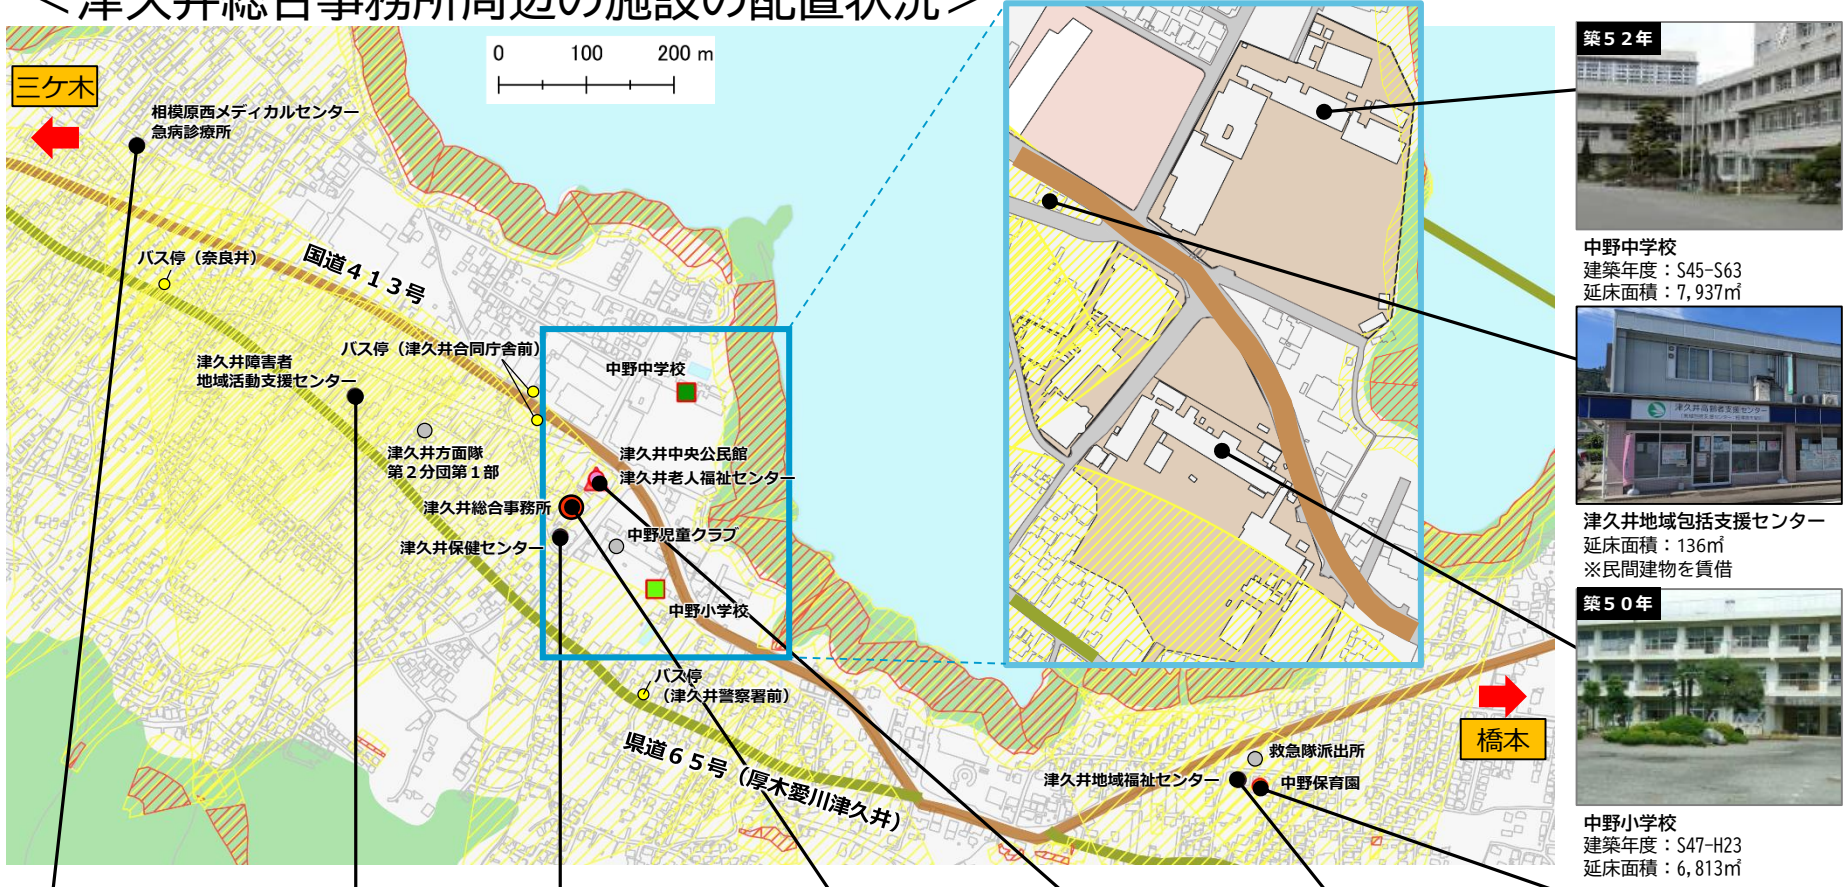 ＜津久井総合事務所周辺の施設の配置状況＞
0 100 200 m
三ケ木
相模原西メディカルセンター
急病診療所
国道４１３号
バス停（奈良井）
バス停（津久井合同庁舎前）
津久井障害者
地域活動支援センター
中野中学校
津久井方面隊
第２分団第１部
津久井中央公民館
津久井老人福祉センター
津久井総合事務所
津久井保健センター
中野児童クラブ
中野小学校
バス停
（津久井警察署前）
県道６５号（厚木愛川津久井）
救急隊派出所
津久井地域福祉センター
中野保育園
橋本
築５２年
中野中学校
建築年度：S45-S63
延床面積：7,937㎡
津久井高齢者支援センター
津久井地域包括支援センター
延床面積：136㎡
※民間建物を賃借
築５０年
中野小学校
建築年度：S47-H23
延床面積：6,813㎡